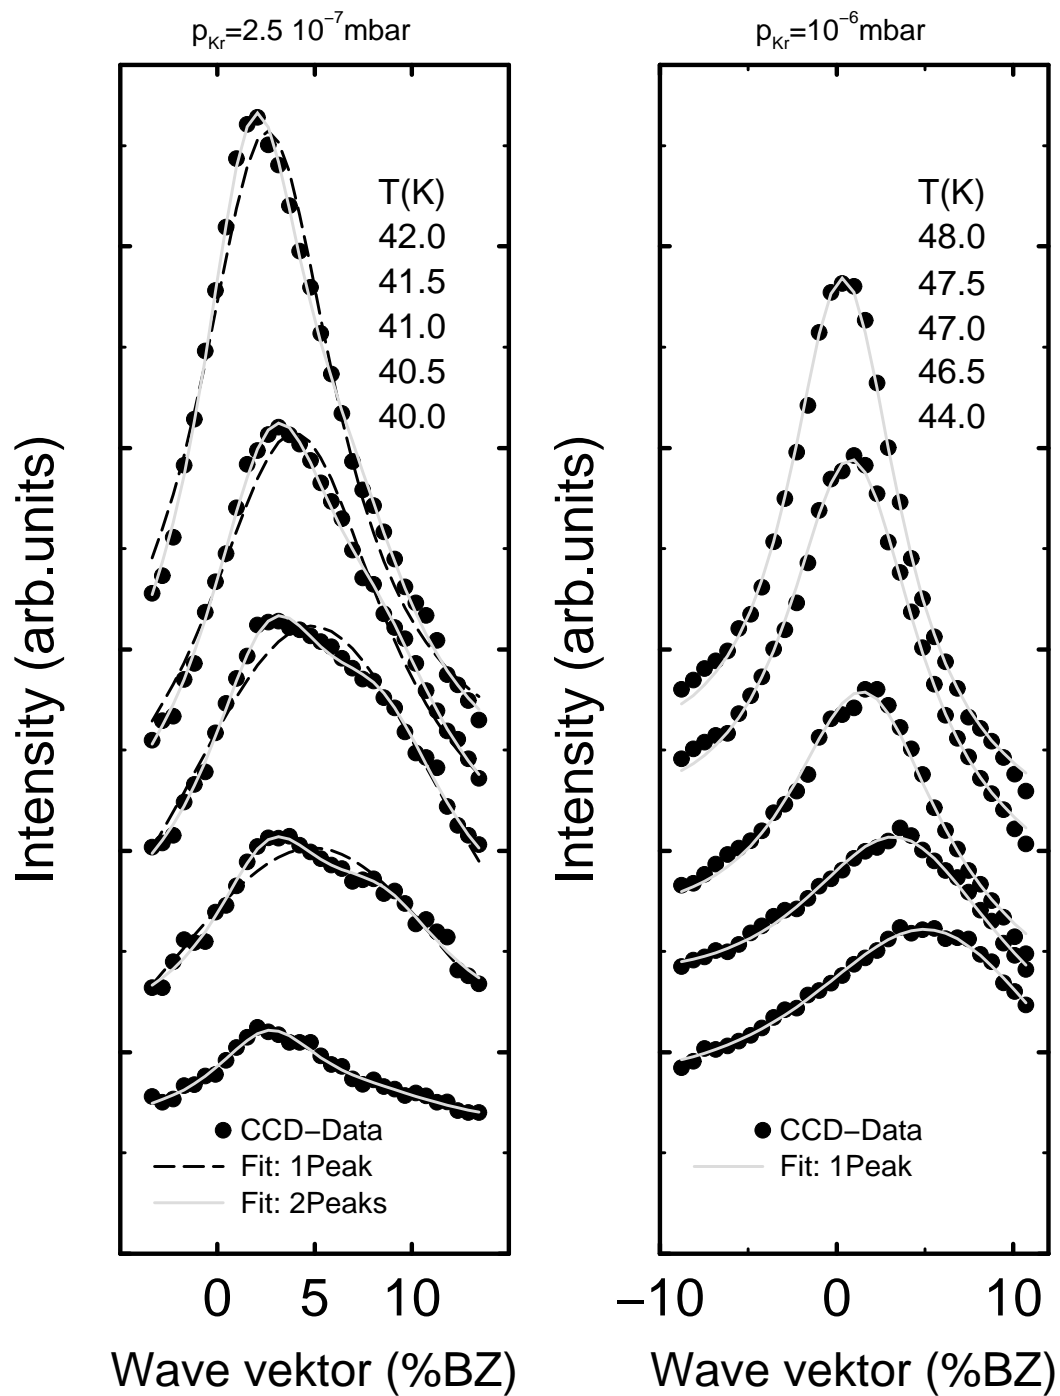 p_Kr=2.5 10^−7 mbar
T(K)
42.0
41.5
41.0
40.5
40.0
Intensity (arb.units)
CCD−Data
Fit: 1Peak
Fit: 2Peaks
0 5 10
Wave vektor (%BZ)
p_Kr=10^−6 mbar
T(K)
48.0
47.5
47.0
46.5
44.0
Intensity (arb.units)
CCD−Data
Fit: 1Peak
−10 0 10
Wave vektor (%BZ)